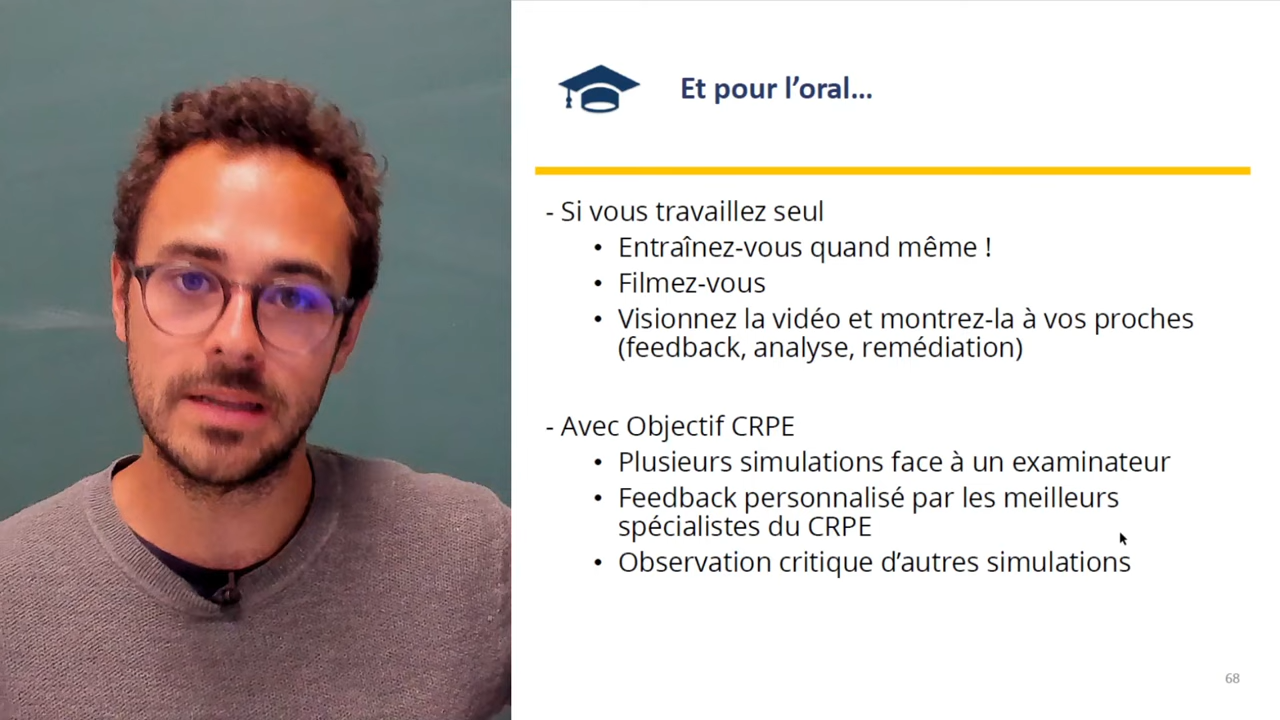 Et pour l’oral…
- Si vous travaillez seul
• Entraînez-vous quand même !
• Filmez-vous
• Visionnez la vidéo et montrez-la à vos proches
(feedback, analyse, remédiation)
- Avec Objectif CRPE
• Plusieurs simulations face à un examinateur
• Feedback personnalisé par les meilleurs
spécialistes du CRPE
• Observation critique d’autres simulations
68